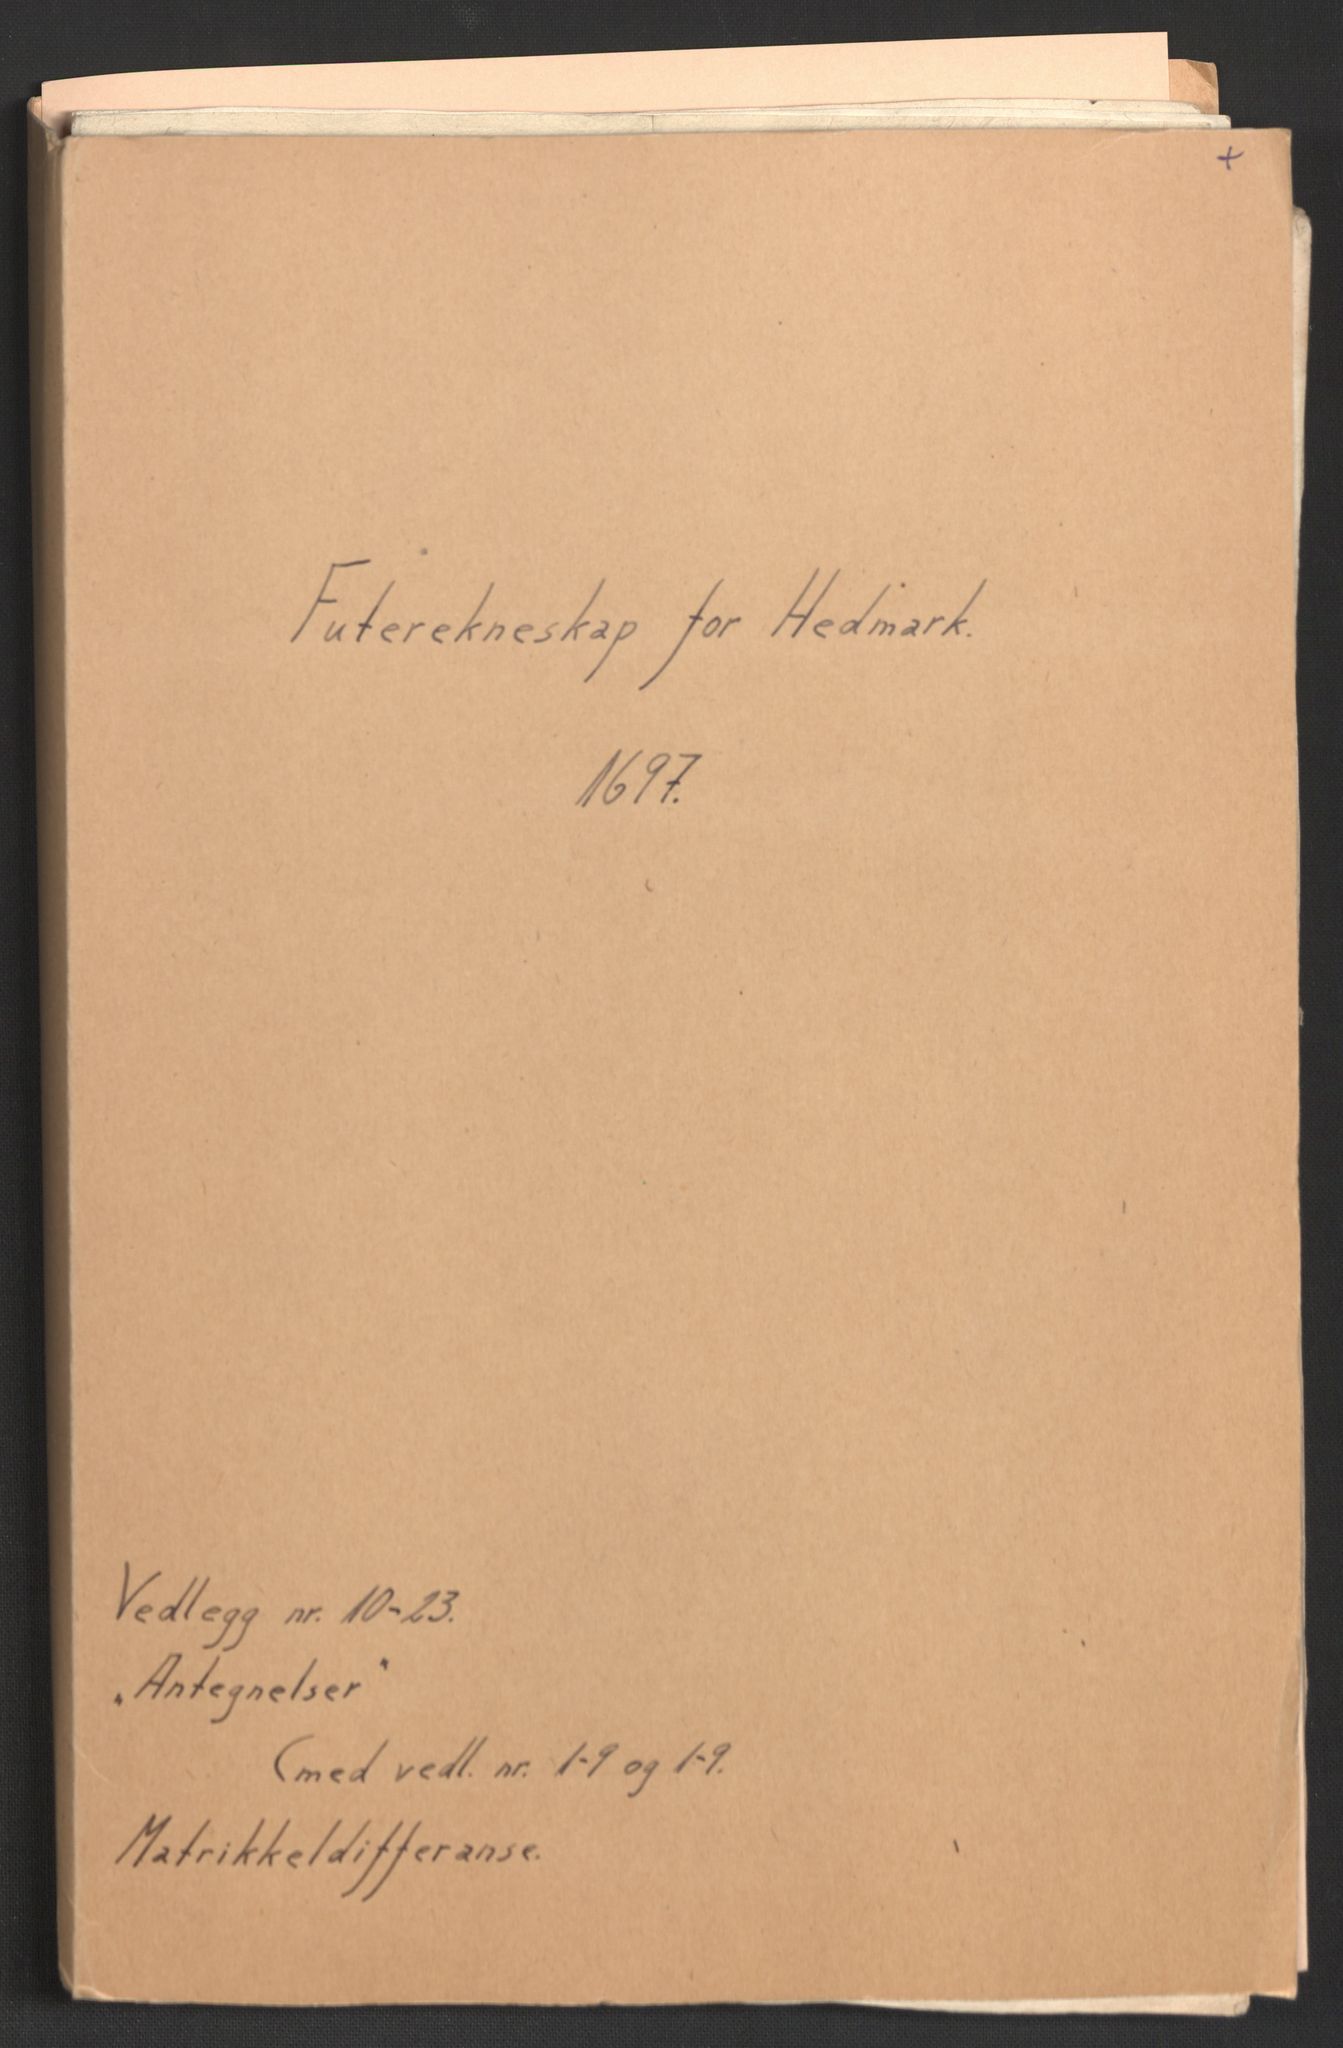 +
Futerekneskap for Hedmark.
1697.
Vedlegg nr. 10-23.
„Antegnelser"
(med vedl. nr. 1-9 og 1-9.
Matrikkeldifferanse.